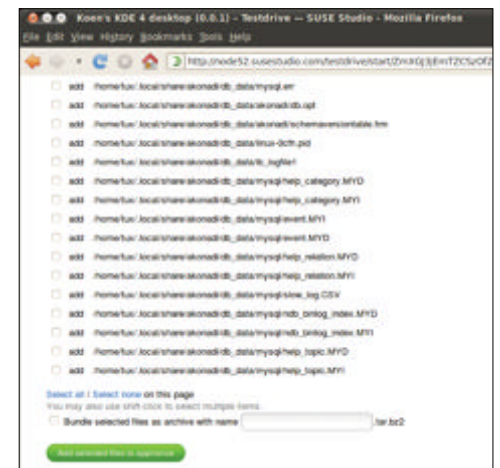 Koen's KDE 4 desktop (0.0.1) - Testdrive — SUSE Studio - Mozilla Firefox
File Edit View History Bookmarks Tools Help
http://node52.susestudio.com/testdrive/start/
add /home/tux/.local/share/akonadi/db_data/mysql.err
add /home/tux/.local/share/akonadi/db_data/akonadi/db.opt
add /home/tux/.local/share/akonadi/db_data/akonadi/schemaversiontable.frm
add /home/tux/.local/share/akonadi/db_data/linux-0cfh.pid
add /home/tux/.local/share/akonadi/db_data/ib_logfile1
add /home/tux/.local/share/akonadi/db_data/mysql/help_category.MYD
add /home/tux/.local/share/akonadi/db_data/mysql/help_category.MYI
add /home/tux/.local/share/akonadi/db_data/mysql/event.MYI
add /home/tux/.local/share/akonadi/db_data/mysql/event.MYD
add /home/tux/.local/share/akonadi/db_data/mysql/help_relation.MYD
add /home/tux/.local/share/akonadi/db_data/mysql/help_relation.MYI
add /home/tux/.local/share/akonadi/db_data/mysql/slow_log.CSV
add /home/tux/.local/share/akonadi/db_data/mysql/ndb_binlog_index.MYD
add /home/tux/.local/share/akonadi/db_data/mysql/ndb_binlog_index.MYI
add /home/tux/.local/share/akonadi/db_data/mysql/help_topic.MYD
add /home/tux/.local/share/akonadi/db_data/mysql/help_topic.MYI
Select all | Select none on this page
You may also use shift-click to select multiple items.
Bundle selected files as archive with name .tar.bz2
Add selected files to appliance